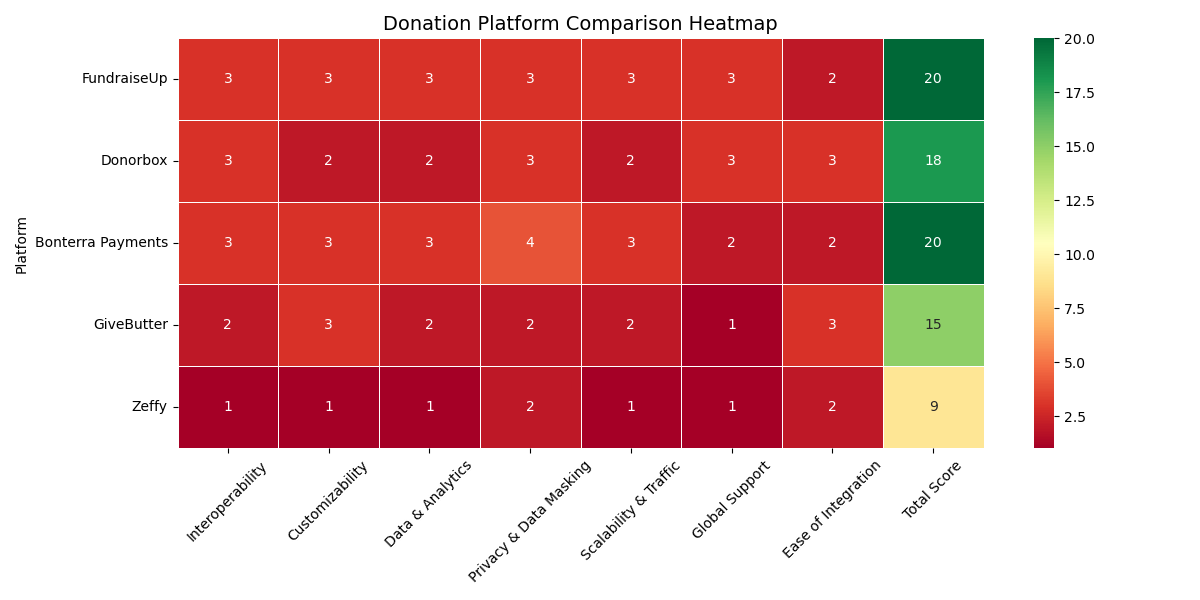 Donation Platform Comparison Heatmap
Platform
FundraiseUp 3 3 3 3 3 3 2 20
Donorbox 3 2 2 3 2 3 3 18
Bonterra Payments 3 3 3 4 3 2 2 20
GiveButter 2 3 2 2 2 1 3 15
Zeffy 1 1 1 2 1 1 2 9
Interoperability
Customizability
Data & Analytics
Privacy & Data Masking
Scalability & Traffic
Global Support
Ease of Integration
Total Score
20.0
17.5
15.0
12.5
10.0
7.5
5.0
2.5